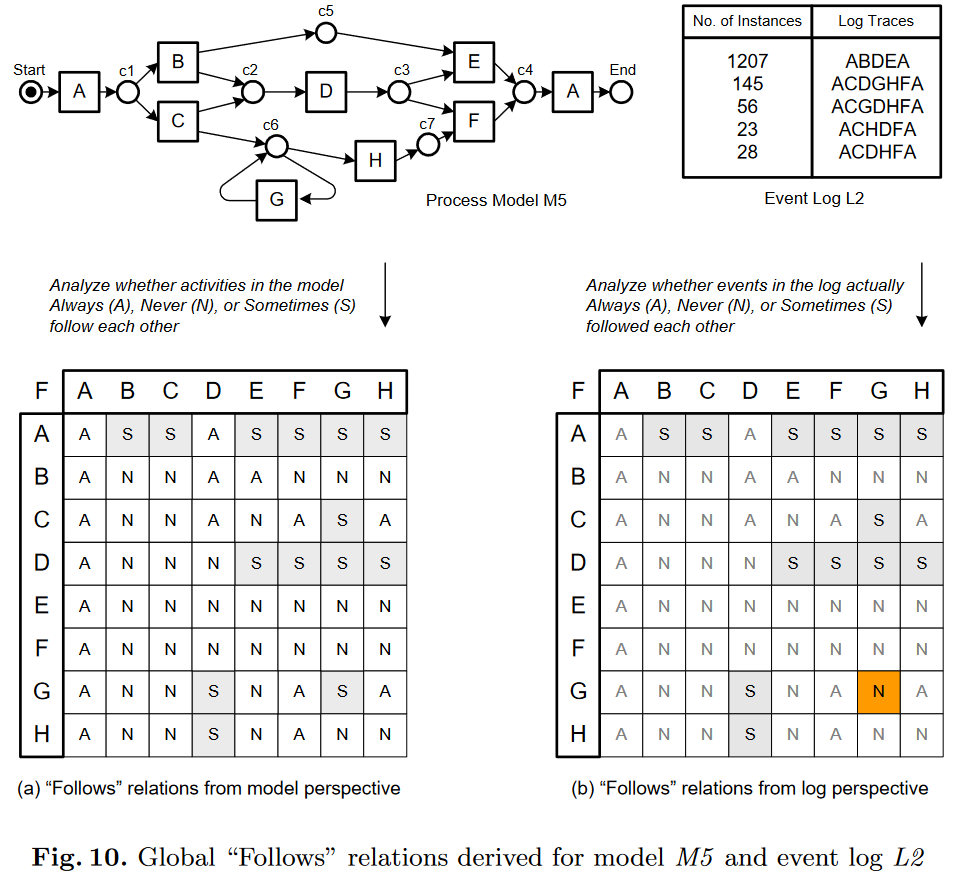 Start
A
c1
B
C
c2
c5
D
c3
E
F
c4
A
End
c6
c7
H
G
Process Model M5
No. of Instances Log Traces
1207 ABDEA
145 ACDGHFA
56 ACGDHFA
23 ACHDFA
28 ACDHFA
Event Log L2
Analyze whether activities in the model
Always (A), Never (N), or Sometimes (S)
follow each other
Analyze whether events in the log actually
Always (A), Never (N), or Sometimes (S)
followed each other
F A B C D E F G H
A A S S A S S S S
B A N N A A N N N
C A N N A N A S A
D A N N N S S S S
E A N N N N N N N
F A N N N N N N N
G A N N S N A S A
H A N N S N A N N
(a) “Follows” relations from model perspective
F A B C D E F G H
A A S S A S S S S
B A N N A A N N N
C A N N A N A S A
D A N N N S S S S
E A N N N N N N N
F A N N N N N N N
G A N N S N A N A
H A N N S N A N N
(b) “Follows” relations from log perspective
Fig. 10. Global “Follows” relations derived for model M5 and event log L2